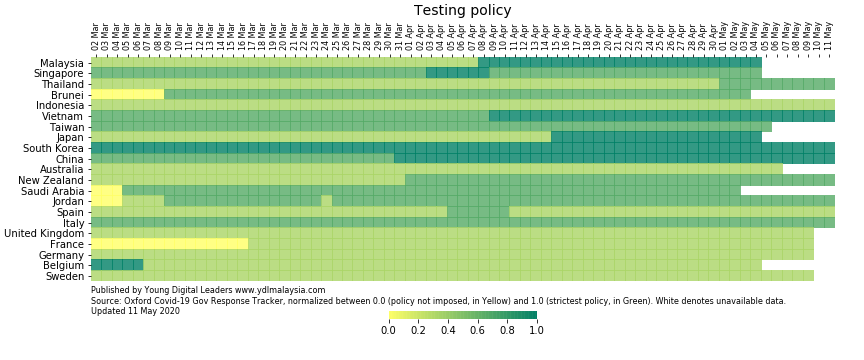 Testing policy
02 Mar 03 Mar 04 Mar 05 Mar 06 Mar 07 Mar 08 Mar 09 Mar 10 Mar 11 Mar 12 Mar 13 Mar 14 Mar 15 Mar 16 Mar 17 Mar 18 Mar 19 Mar 20 Mar 21 Mar 22 Mar 23 Mar 24 Mar 25 Mar 26 Mar 27 Mar 28 Mar 29 Mar 30 Mar 31 Mar 01 Apr 02 Apr 03 Apr 04 Apr 05 Apr 06 Apr 07 Apr 08 Apr 09 Apr 10 Apr 11 Apr 12 Apr 13 Apr 14 Apr 15 Apr 16 Apr 17 Apr 18 Apr 19 Apr 20 Apr 21 Apr 22 Apr 23 Apr 24 Apr 25 Apr 26 Apr 27 Apr 28 Apr 29 Apr 30 Apr 01 May 02 May 03 May 04 May 05 May 06 May 07 May 08 May 09 May 10 May 11 May
Malaysia
Singapore
Thailand
Brunei
Indonesia
Vietnam
Taiwan
Japan
South Korea
China
Australia
New Zealand
Saudi Arabia
Jordan
Spain
Italy
United Kingdom
France
Germany
Belgium
Sweden
Published by Young Digital Leaders www.ydlmalaysia.com
Source: Oxford Covid-19 Gov Response Tracker, normalized between 0.0 (policy not imposed, in Yellow) and 1.0 (strictest policy, in Green). White denotes unavailable data.
Updated 11 May 2020
0.0 0.2 0.4 0.6 0.8 1.0